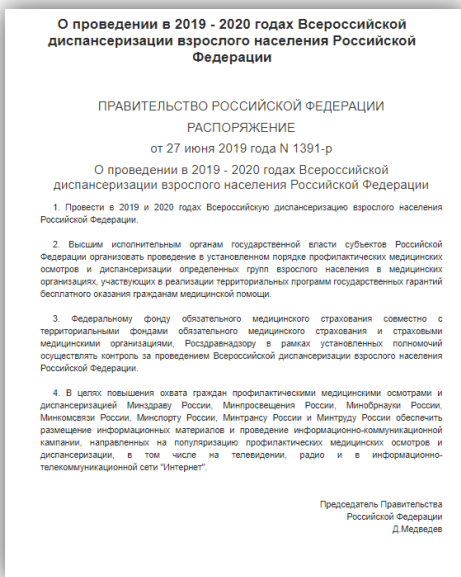 О проведении в 2019 - 2020 годах Всероссийской
диспансеризации взрослого населения Российской
Федерации
ПРАВИТЕЛЬСТВО РОССИЙСКОЙ ФЕДЕРАЦИИ
РАСПОРЯЖЕНИЕ
от 27 июня 2019 года N 1391-р
О проведении в 2019 - 2020 годах Всероссийской
диспансеризации взрослого населения Российской Федерации
1. Провести в 2019 и 2020 годах Всероссийскую диспансеризацию взрослого населения
Российской Федерации.
2. Высшим исполнительным органам государственной власти субъектов Российской
Федерации организовать проведение в установленном порядке профилактических медицинских
осмотров и диспансеризации определенных групп взрослого населения в медицинских
организациях, участвующих в реализации территориальных программ государственных гарантий
бесплатного оказания гражданам медицинской помощи.
3. Федеральному фонду обязательного медицинского страхования совместно с
территориальными фондами обязательного медицинского страхования и страховыми
медицинскими организациями, Росздравнадзору в рамках установленных полномочий
осуществлять контроль за проведением Всероссийской диспансеризации взрослого населения
Российской Федерации.
4. В целях повышения охвата граждан профилактическими медицинскими осмотрами и
диспансеризацией Минздраву России, Минпросвещения России, Минобрнауки России,
Минкомсвязи России, Минспорту России, Минтрансу России и Минтруду России обеспечить
размещение информационных материалов и проведение информационно-коммуникационной
кампании, направленных на популяризацию профилактических медицинских осмотров и
диспансеризации, в том числе на телевидении, радио и в информационно-
телекоммуникационной сети "Интернет".
Председатель Правительства
Российской Федерации
Д.Медведев